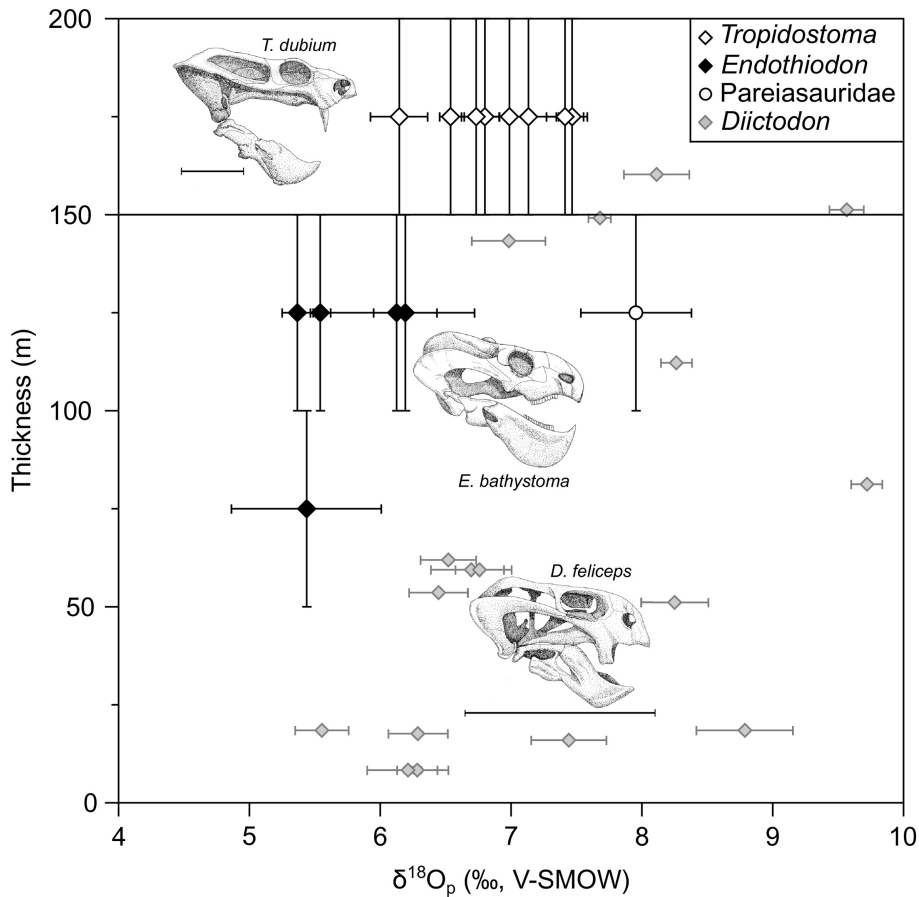 200
150
100
50
0
Thickness (m)
T. dubium
Tropidostoma
Endothiodon
Pareiasauridae
Diictodon
E. bathystoma
D. feliceps
4 5 6 7 8 9 10
δ¹⁸Oₚ (‰, V-SMOW)